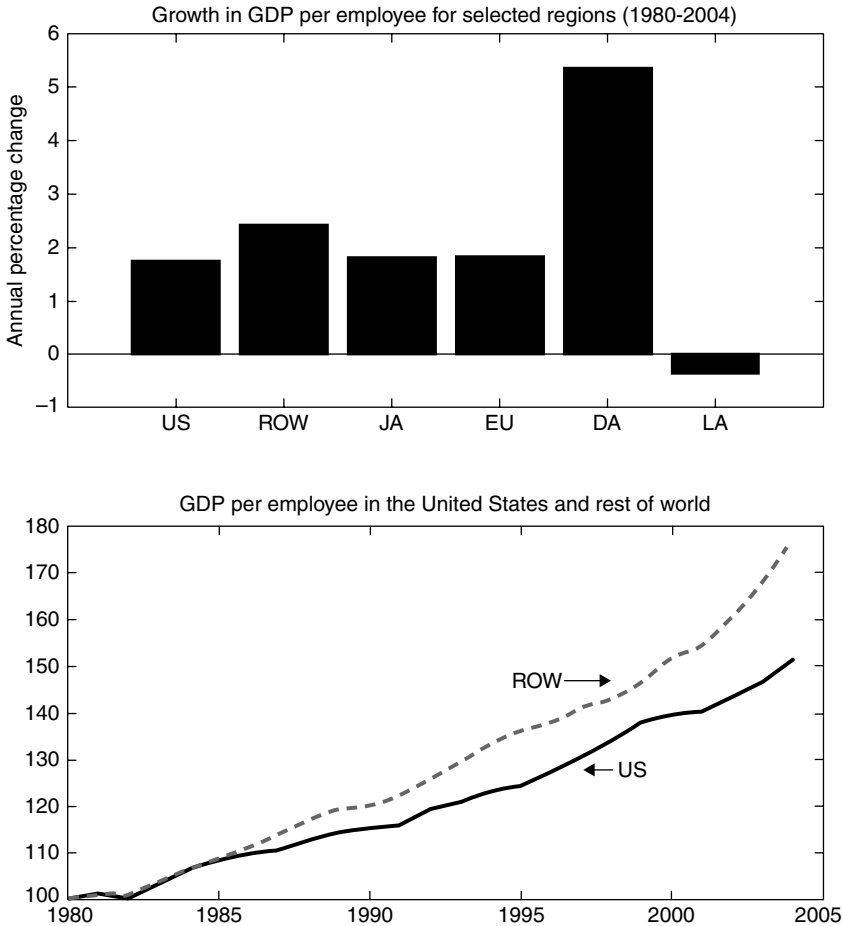 Growth in GDP per employee for selected regions (1980-2004)
Annual percentage change
6
5
4
3
2
1
0
–1
US ROW JA EU DA LA
GDP per employee in the United States and rest of world
180
170
160
150
140
130
120
110
100
ROW
US
1980 1985 1990 1995 2000 2005